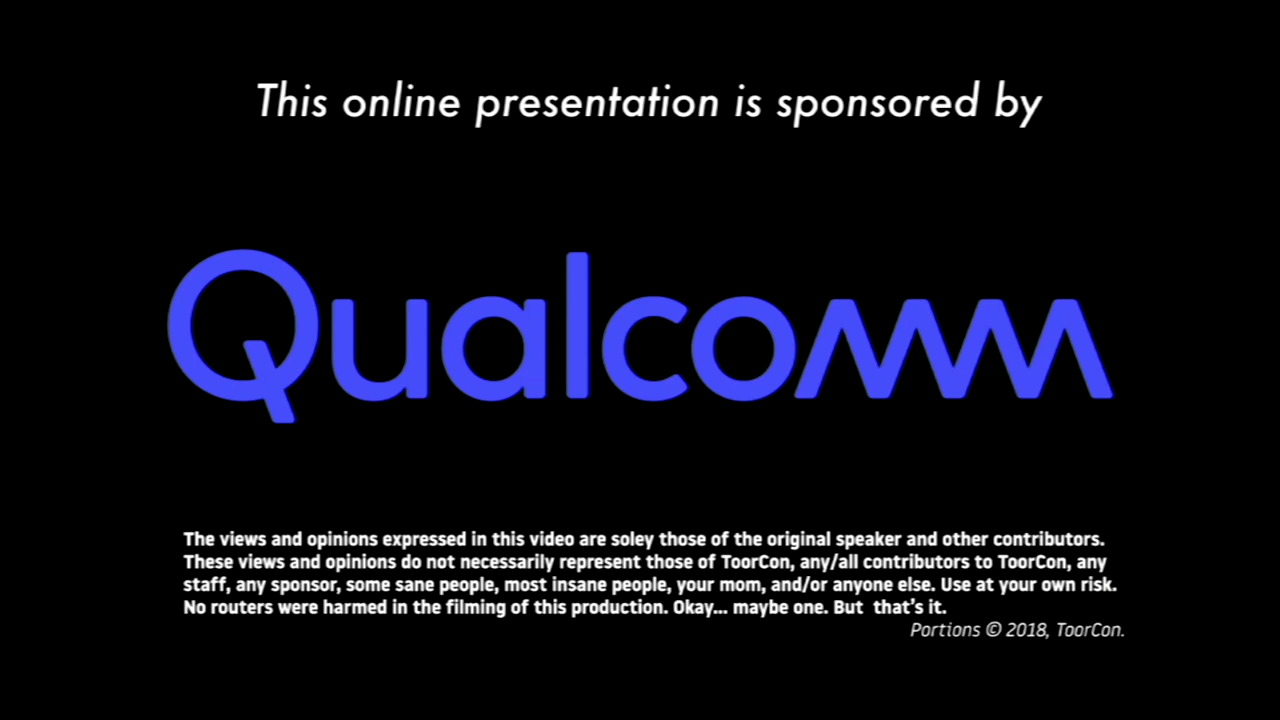 This online presentation is sponsored by
Qualcomm
The views and opinions expressed in this video are soley those of the original speaker and other contributors.
These views and opinions do not necessarily represent those of ToorCon, any/all contributors to ToorCon, any
staff, any sponsor, some sane people, most insane people, your mom, and/or anyone else. Use at your own risk.
No routers were harmed in the filming of this production. Okay... maybe one. But  that's it.
Portions © 2018, ToorCon.